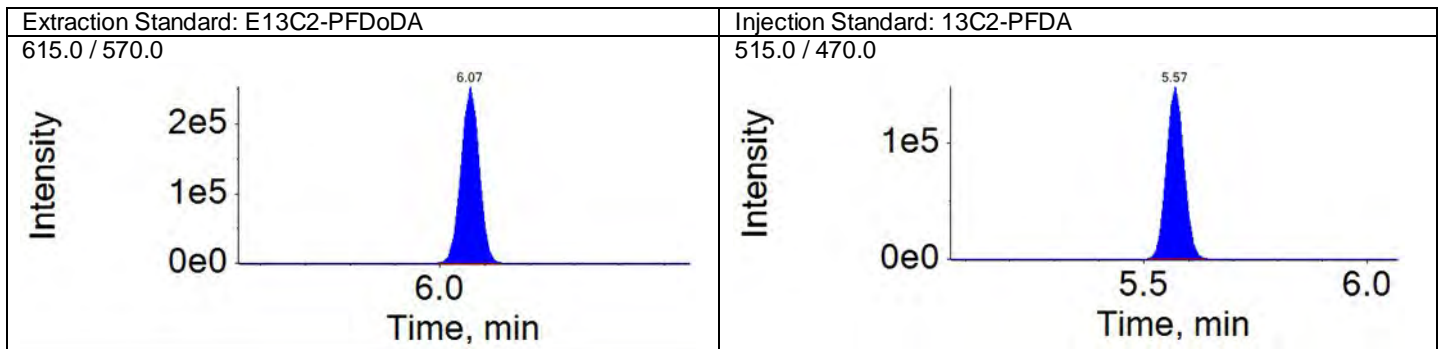 Extraction Standard: E13C2-PFDoDA
615.0 / 570.0
6.07
Intensity
2e5
1e5
0e0
6.0
Time, min
Injection Standard: 13C2-PFDA
515.0 / 470.0
5.57
Intensity
1e5
0e0
5.5 6.0
Time, min